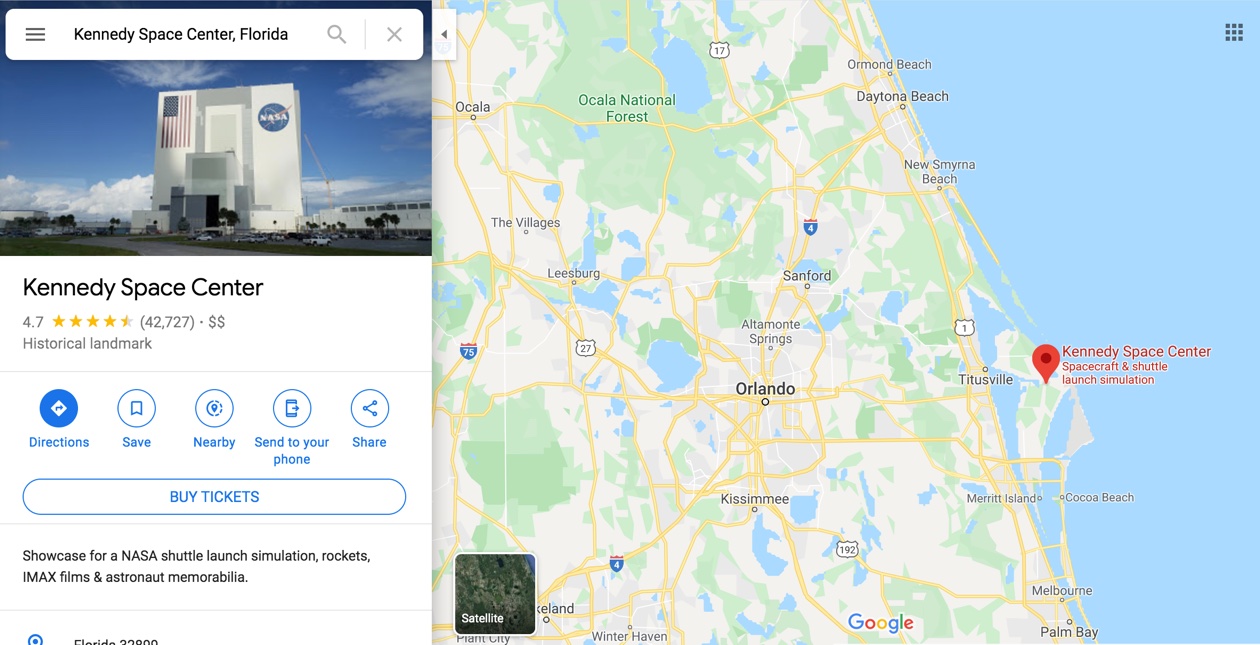 Kennedy Space Center, Florida
NASA
Kennedy Space Center
4.7 (42,727) · $$
Historical landmark
Directions
Save
Nearby
Send to your
phone
Share
BUY TICKETS
Showcase for a NASA shuttle launch simulation, rockets,
IMAX films & astronaut memorabilia.
Florida 32899
17
Ormond Beach
Ocala
Ocala National
Forest
Daytona Beach
New Smyrna
Beach
The Villages
4
Leesburg
Sanford
Altamonte
Springs
1
75
27
Kennedy Space Center
Spacecraft & shuttle
launch simulation
Titusville
Orlando
Kissimmee
Merritt Island
Cocoa Beach
192
4
Melbourne
Satellite
keland
Google
Palm Bay
Plant City
Winter Haven